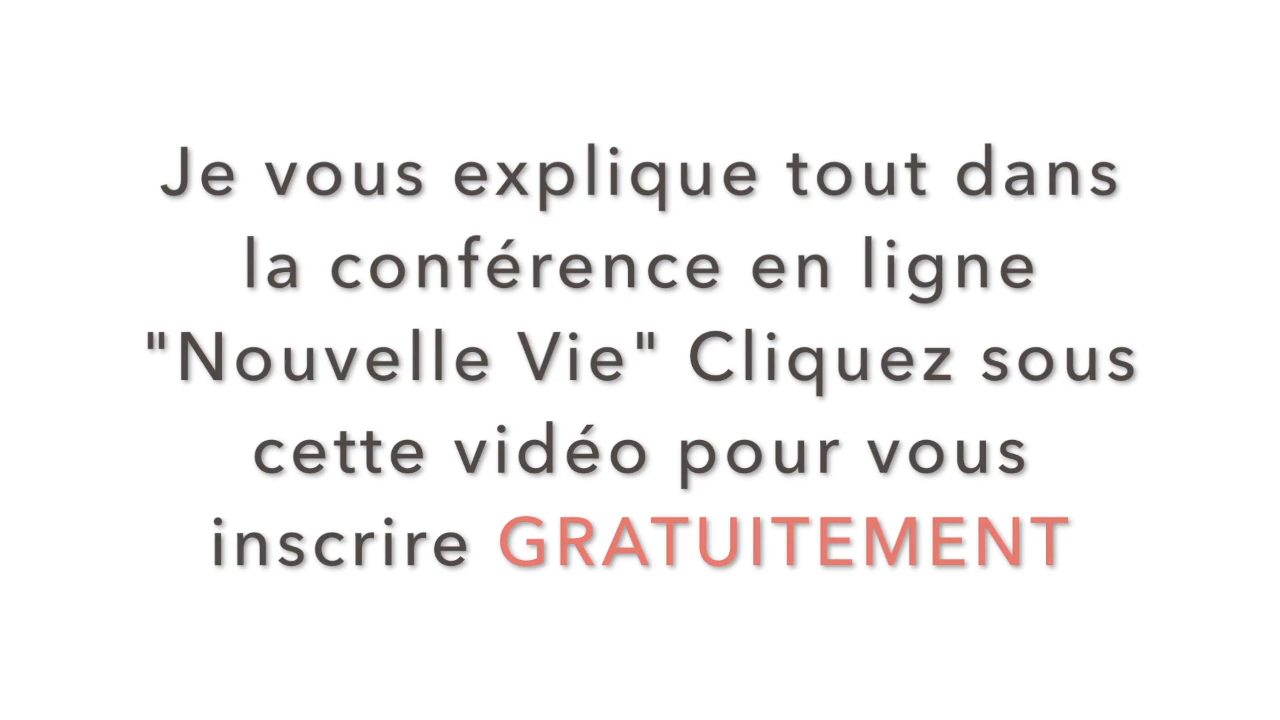 Je vous explique tout dans
la conférence en ligne
"Nouvelle Vie" Cliquez sous
cette vidéo pour vous
inscrire GRATUITEMENT